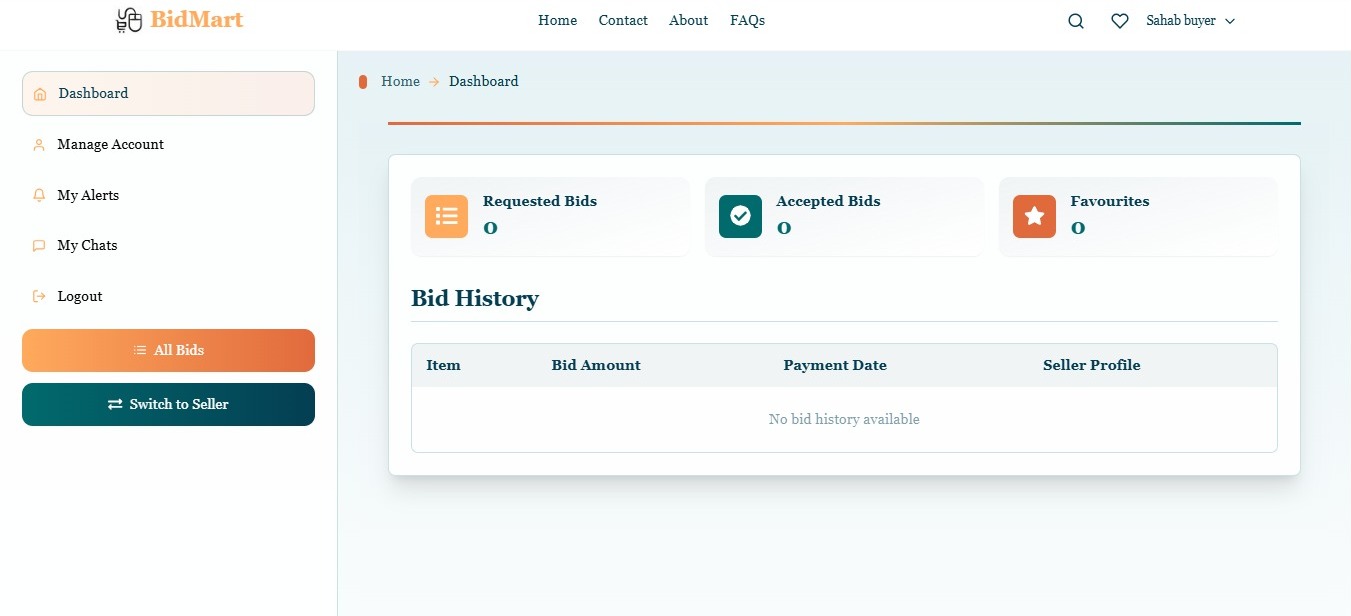 BidMart
Home Contact About FAQs
Sahab buyer
Dashboard
Manage Account
My Alerts
My Chats
Logout
All Bids
Switch to Seller
Home Dashboard
Requested Bids
0
Accepted Bids
0
Favourites
0
Bid History
Item Bid Amount Payment Date Seller Profile
No bid history available